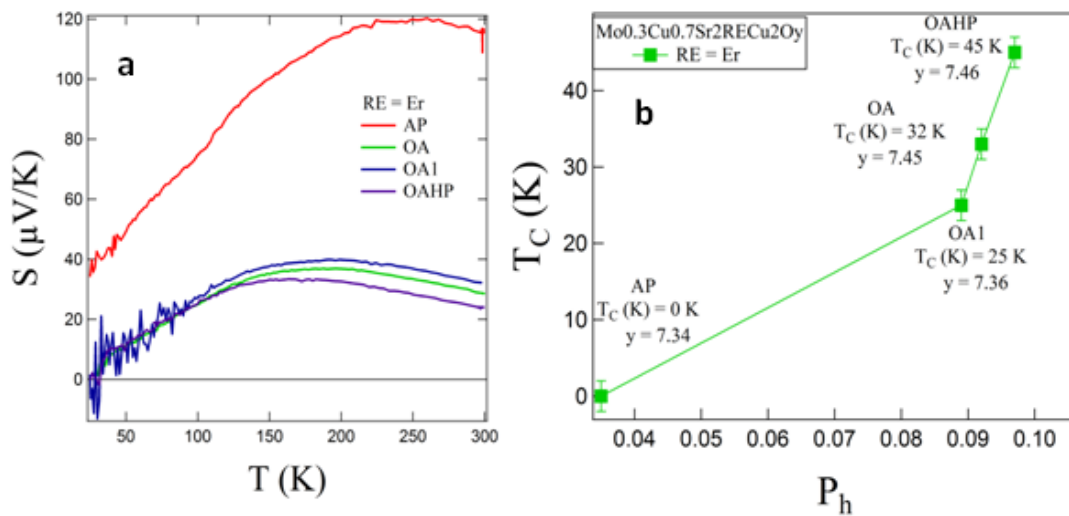 a
RE = Er
AP
OA
OA1
OAHP
S (µV/K)
120
100
80
60
40
20
0
50
100
150
200
250
300
T (K)
b
Mo0.3Cu0.7Sr2RECu2Oy
RE = Er
OAHP
T_C (K) = 45 K
y = 7.46
OA
T_C (K) = 32 K
y = 7.45
OA1
T_C (K) = 25 K
y = 7.36
AP
T_C (K) = 0 K
y = 7.34
T_C (K)
40
30
20
10
0
0.04
0.05
0.06
0.07
0.08
0.09
0.10
P_h